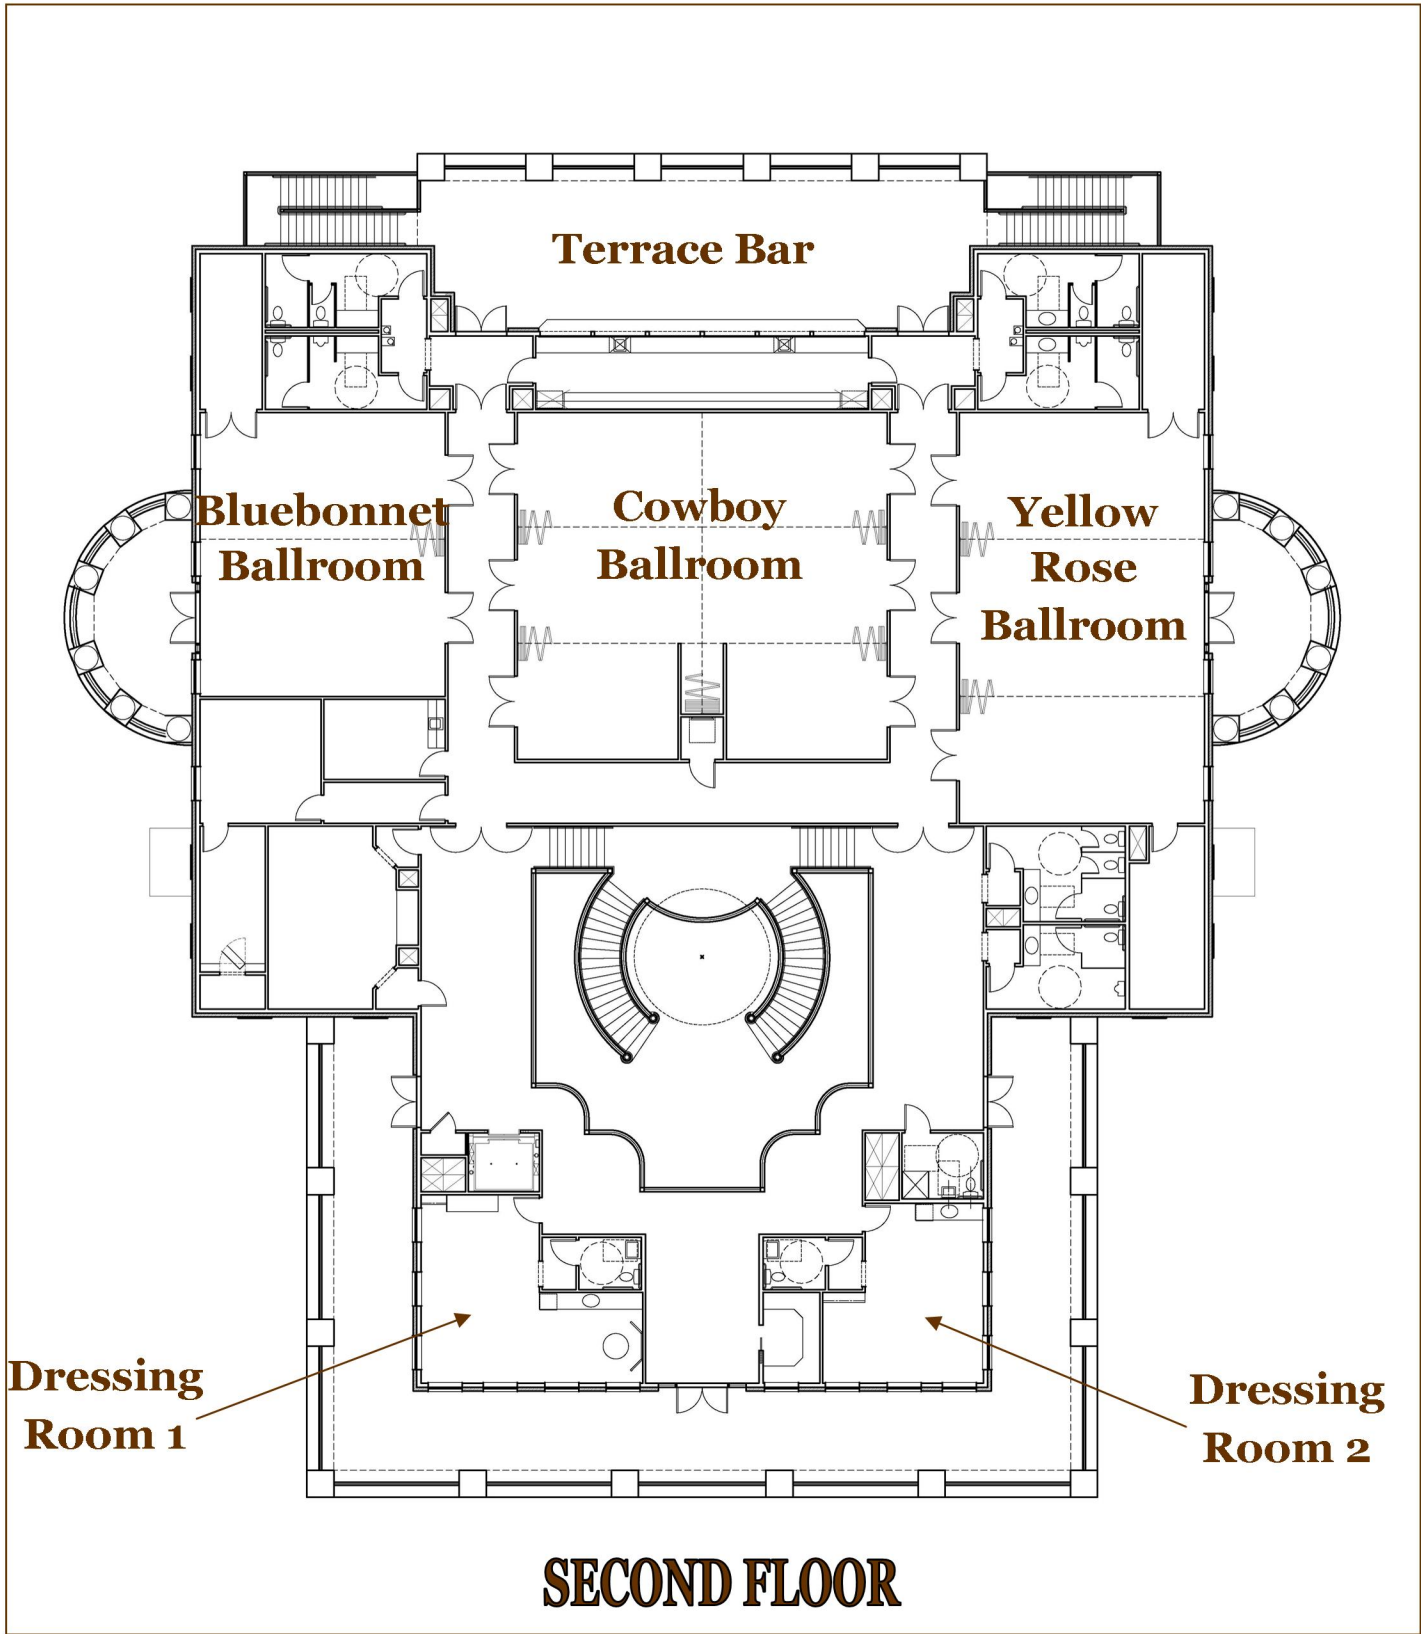 Terrace Bar
Bluebonnet
Ballroom
Cowboy
Ballroom
Yellow
Rose
Ballroom
Dressing
Room 1
Dressing
Room 2
SECOND FLOOR